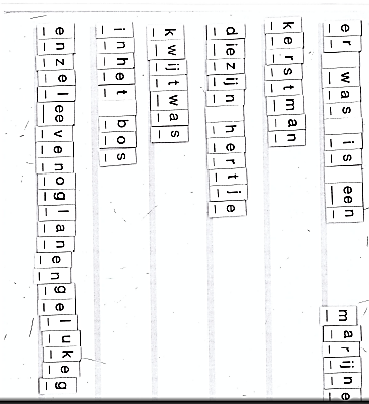 er was is een marijne
kerstman
diezijn hertje
kwijtwas
inhet bos
enzeleevenoglanengelukeg